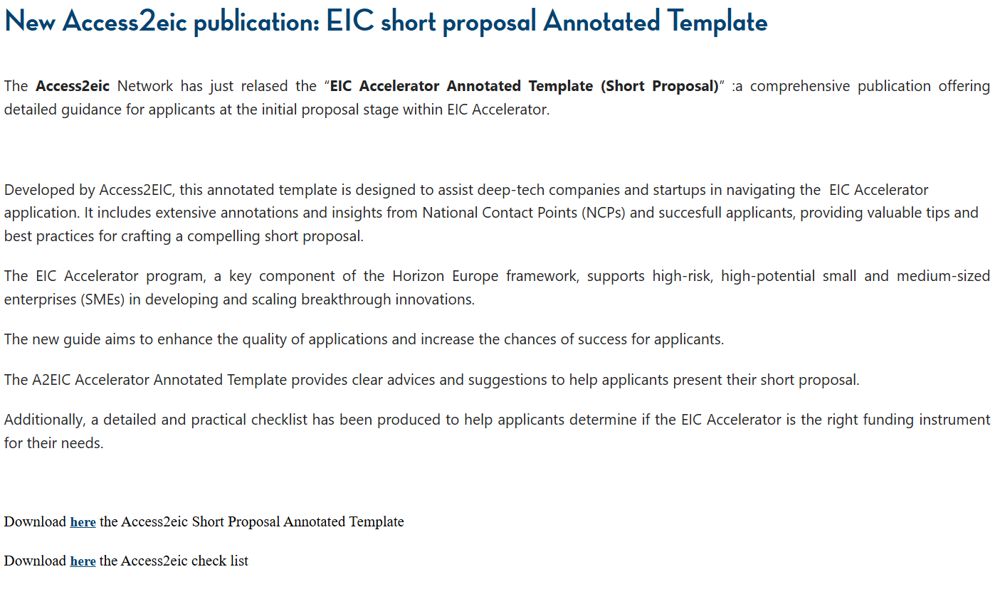 New Access2eic publication: EIC short proposal Annotated Template
The Access2eic Network has just relased the “EIC Accelerator Annotated Template (Short Proposal)” :a comprehensive publication offering
detailed guidance for applicants at the initial proposal stage within EIC Accelerator.
Developed by Access2EIC, this annotated template is designed to assist deep-tech companies and startups in navigating the  EIC Accelerator
application. It includes extensive annotations and insights from National Contact Points (NCPs) and succesfull applicants, providing valuable tips and
best practices for crafting a compelling short proposal.
The EIC Accelerator program, a key component of the Horizon Europe framework, supports high-risk, high-potential small and medium-sized
enterprises (SMEs) in developing and scaling breakthrough innovations.
The new guide aims to enhance the quality of applications and increase the chances of success for applicants.
The A2EIC Accelerator Annotated Template provides clear advices and suggestions to help applicants present their short proposal.
Additionally, a detailed and practical checklist has been produced to help applicants determine if the EIC Accelerator is the right funding instrument
for their needs.
Download here the Access2eic Short Proposal Annotated Template
Download here the Access2eic check list